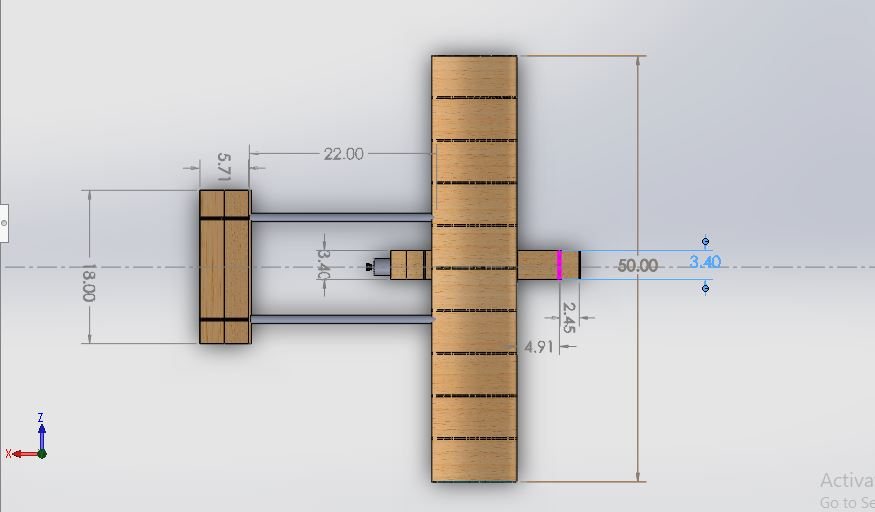 22.00
5.71
18.00
3.40
50.00
3.40
2.45
4.91
Z
X
Activa
Go to Se